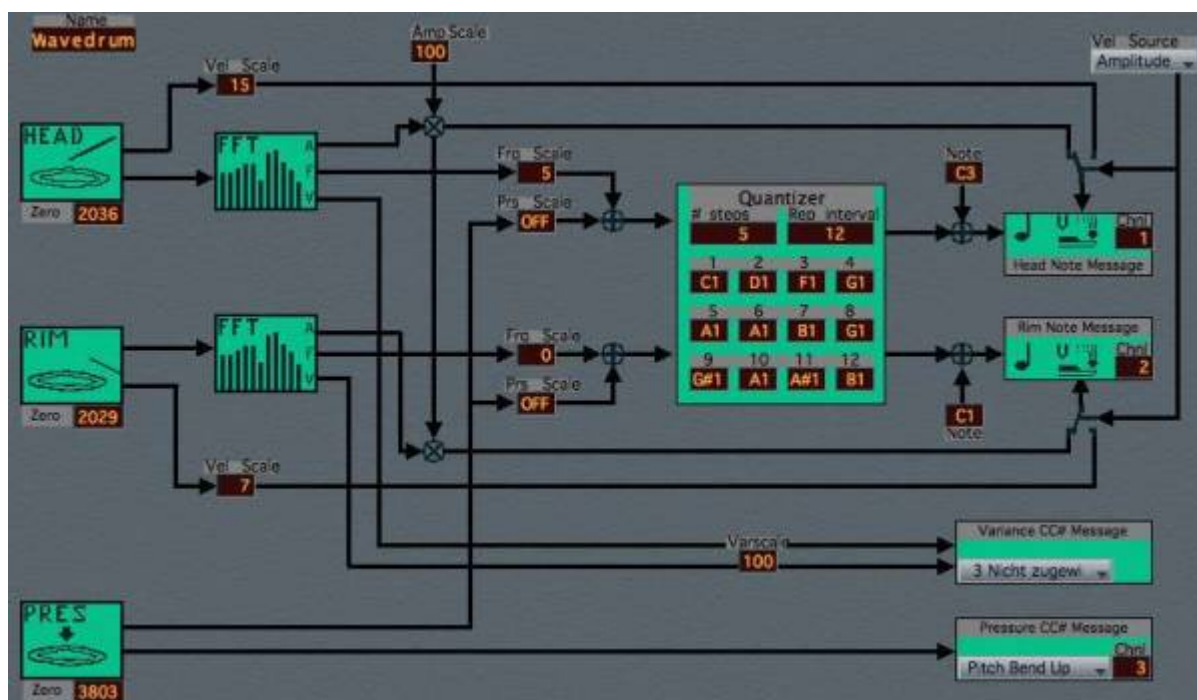 Name
Wavedrum
Amp Scale
100
Vel Source
Amplitude
Vel Scale
15
HEAD
Zero 2036
FFT
A
F
V
Frq Scale
5
Prs Scale
OFF
Quantizer
# steps
5
Rep interval
12
1 2 3 4
C1 D1 F1 G1
5 6 7 8
A1 A1 B1 G1
9 10 11 12
G#1 A1 A#1 B1
Note
C3
Chnl
1
Head Note Message
RIM
Zero 2029
FFT
A
F
V
Frq Scale
0
Prs Scale
OFF
Rim Note Message
Chnl
2
C1
Note
Vel Scale
7
Varscale
100
Variance CC# Message
3 Nicht zugewi
PRES
Zero 3803
Pressure CC# Message
Chnl
Pitch Bend Up 3